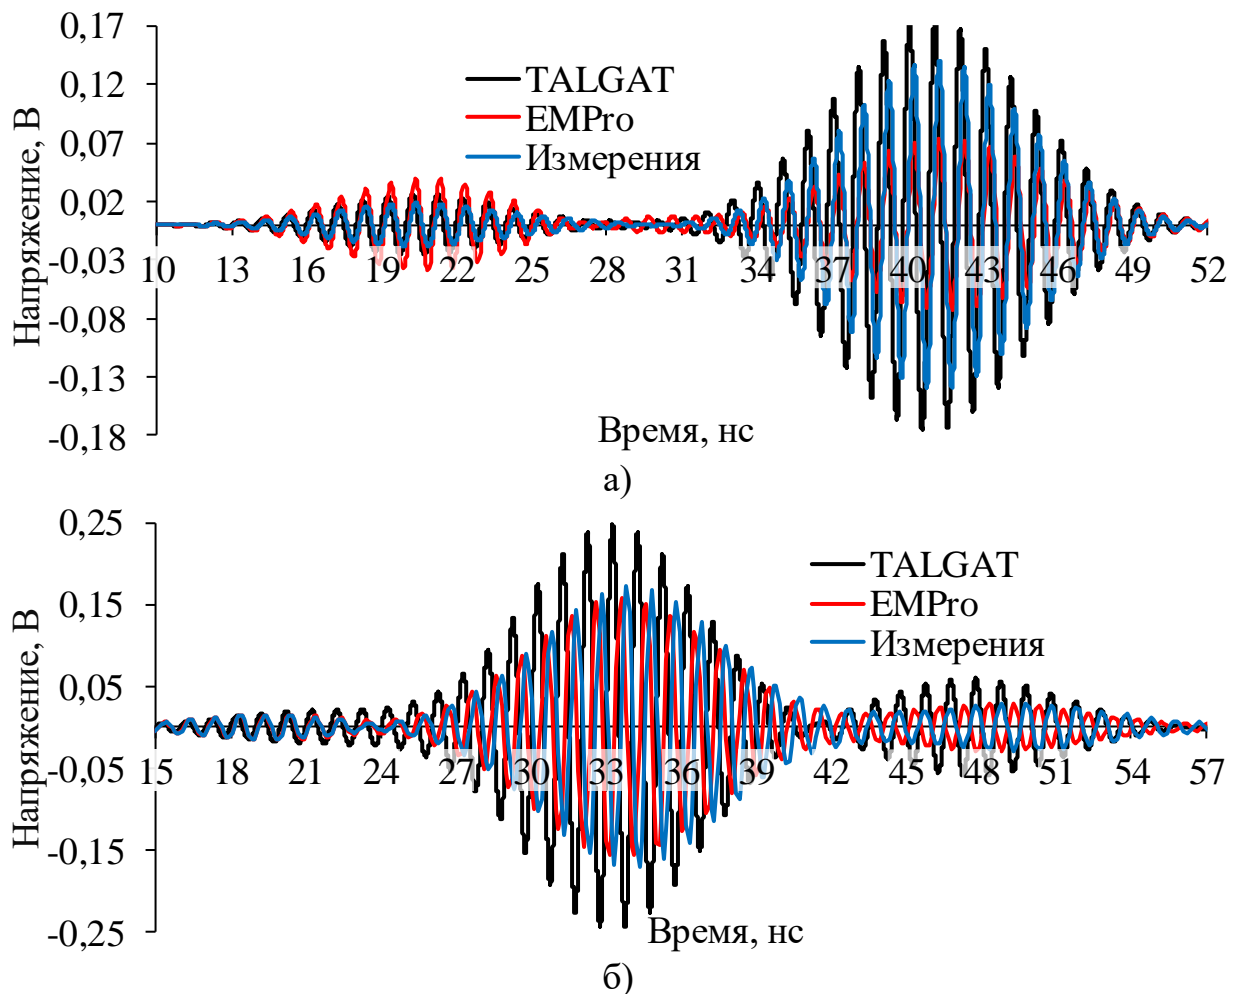 0,17
0,12
0,07
0,02
-0,03
-0,08
-0,13
-0,18
Напряжение, В
TALGAT
EMPro
Измерения
10 13 16 19 22 25 28 31 34 37 40 43 46 49 52
Время, нс
а)
0,25
0,15
0,05
-0,05
-0,15
-0,25
Напряжение, В
TALGAT
EMPro
Измерения
15 18 21 24 27 30 33 36 39 42 45 48 51 54 57
Время, нс
б)